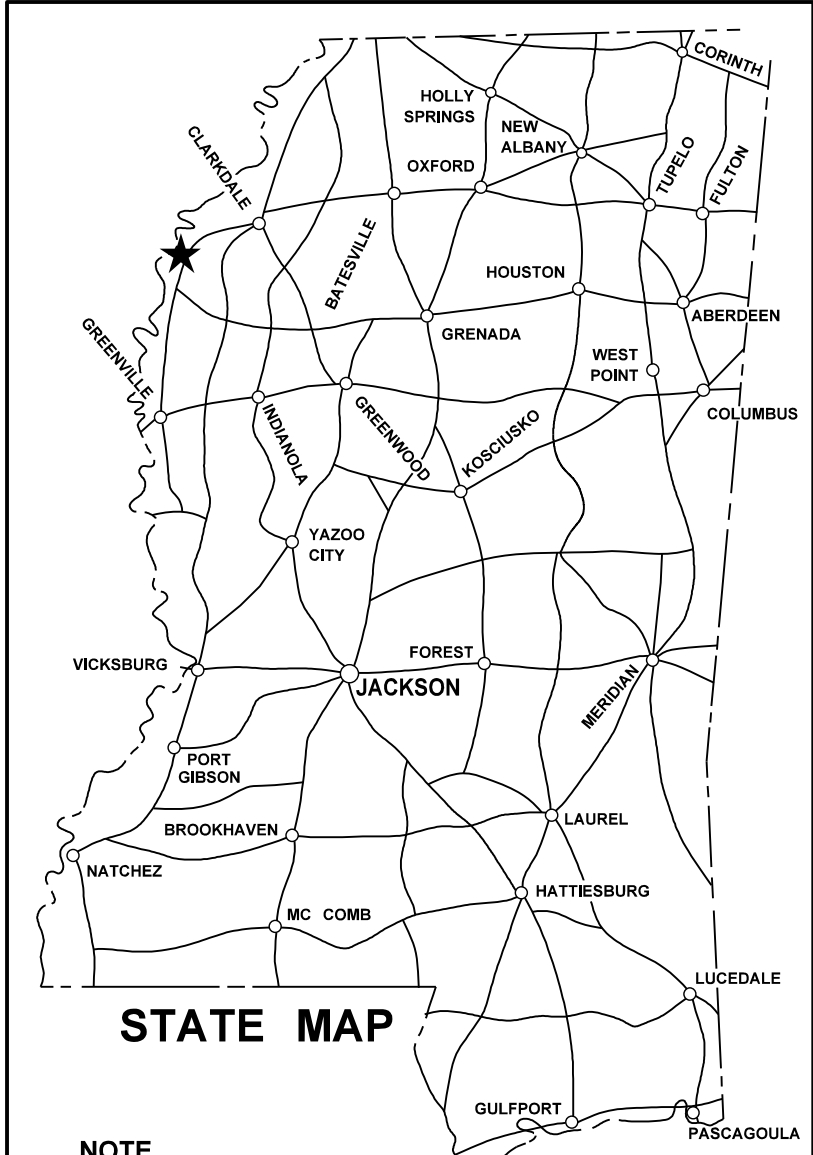 CORINTH
HOLLY
SPRINGS
NEW
ALBANY
CLARKDALE
OXFORD
TUPELO
FULTON
BATESVILLE
HOUSTON
ABERDEEN
GRENADA
GREENVILLE
WEST
POINT
COLUMBUS
INDIANOLA
GREENWOOD
KOSCIUSKO
YAZOO
CITY
VICKSBURG
FOREST
JACKSON
MERIDIAN
PORT
GIBSON
BROOKHAVEN
LAUREL
NATCHEZ
HATTIESBURG
MC COMB
LUCEDALE
STATE MAP
GULFPORT
PASCAGOULA
NOTE